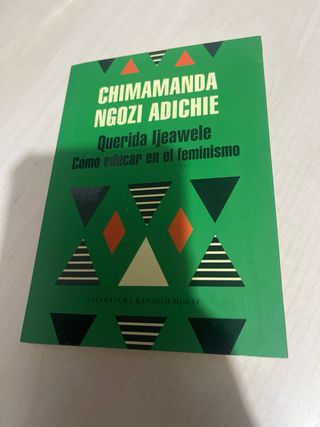 CHIMAMANDA
NGOZI ADICHIE
Querida Ijeawele
Cómo educar en el feminismo
LITERATURA RANDOM HOUSE